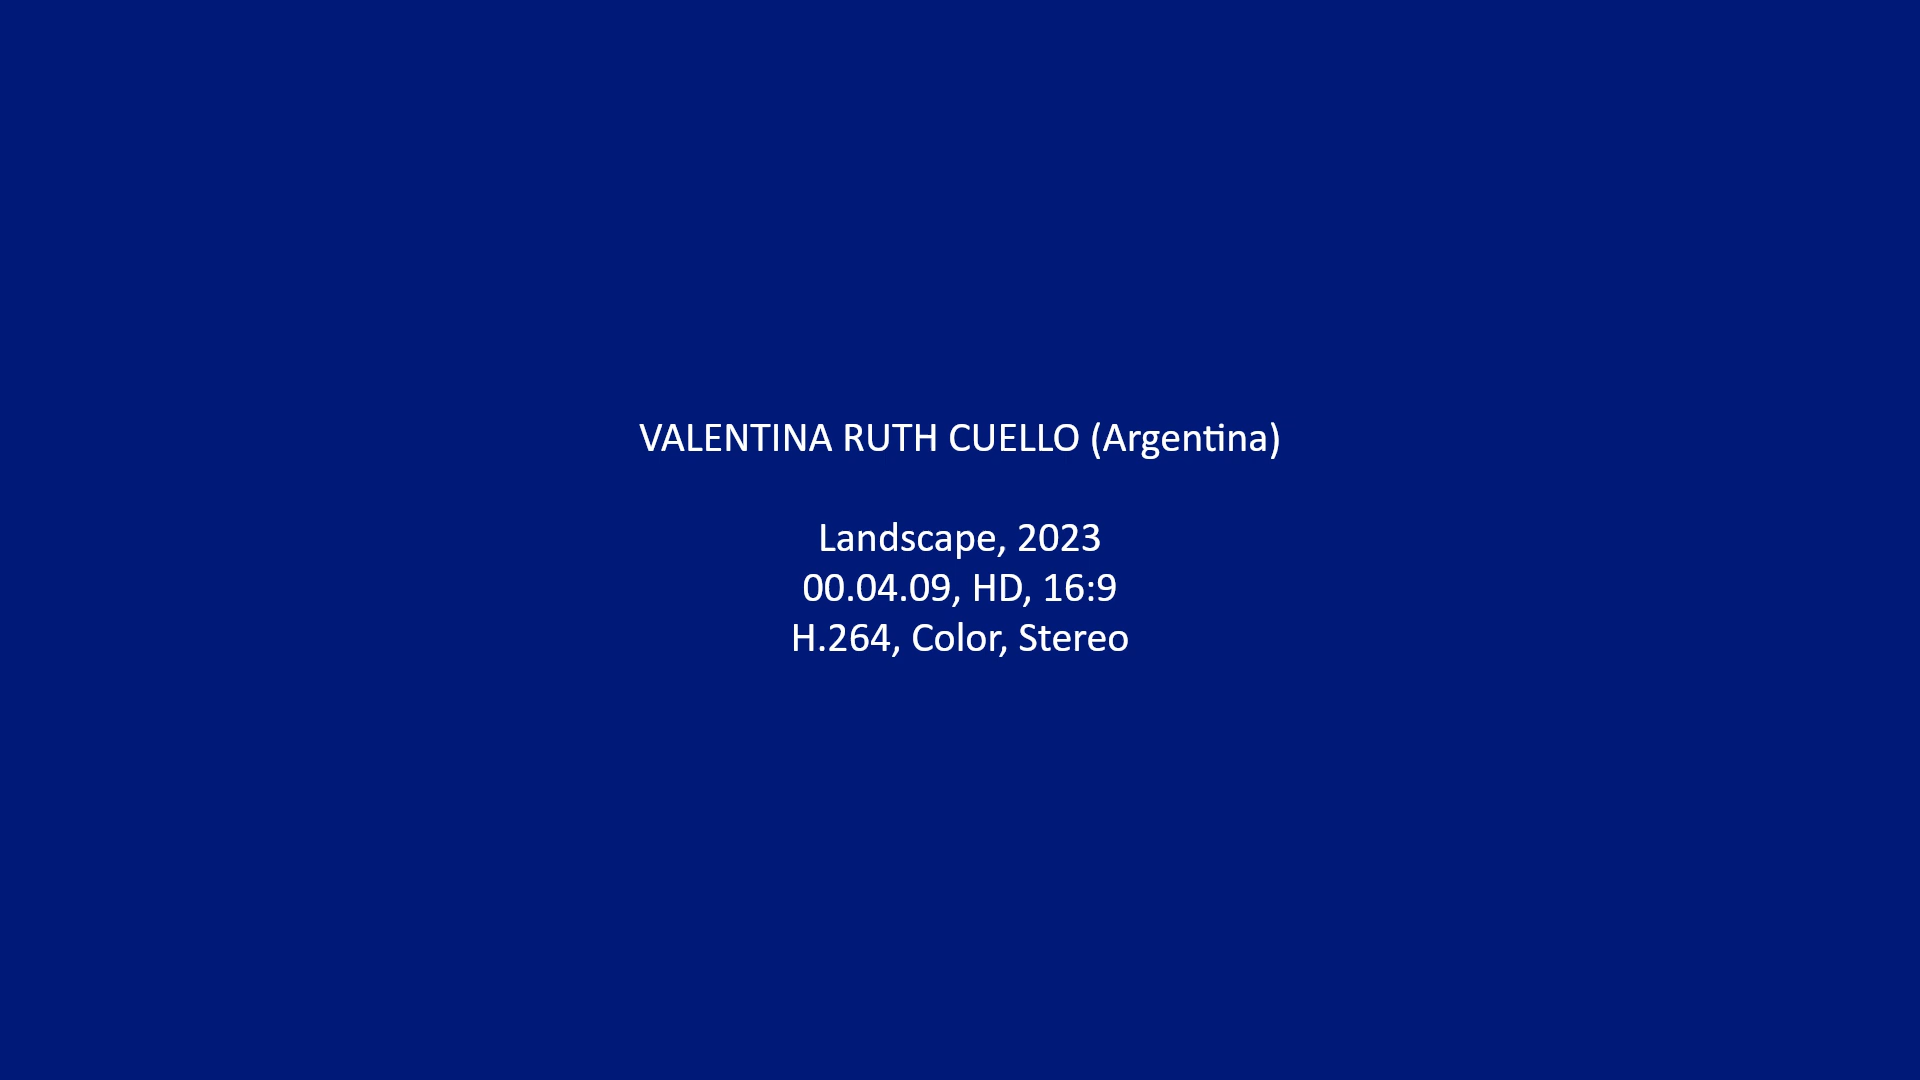 VALENTINA RUTH CUELLO (Argentina)
Landscape, 2023
00.04.09, HD, 16:9
H.264, Color, Stereo